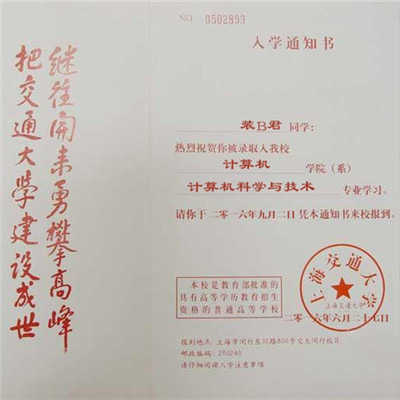 继往开来勇攀高峰
把交通大学建设成世
NO. 0502893
入学通知书
装B君 同学:
热烈祝贺你被录取入我校
计算机 学院(系)
计算机科学与技术 专业学习。
请你于二零一六年九月二日凭本通知书来校报到。
本校是教育部批准的
具有高等学历教育招生
资格的普通高等学校
上海交通大学
上海交通大学
二零一六年六月二十七日
报到地点: 上海市闵行东川路800号交大闵行校区
邮政编码: 200240
请仔细阅读入学注意事项